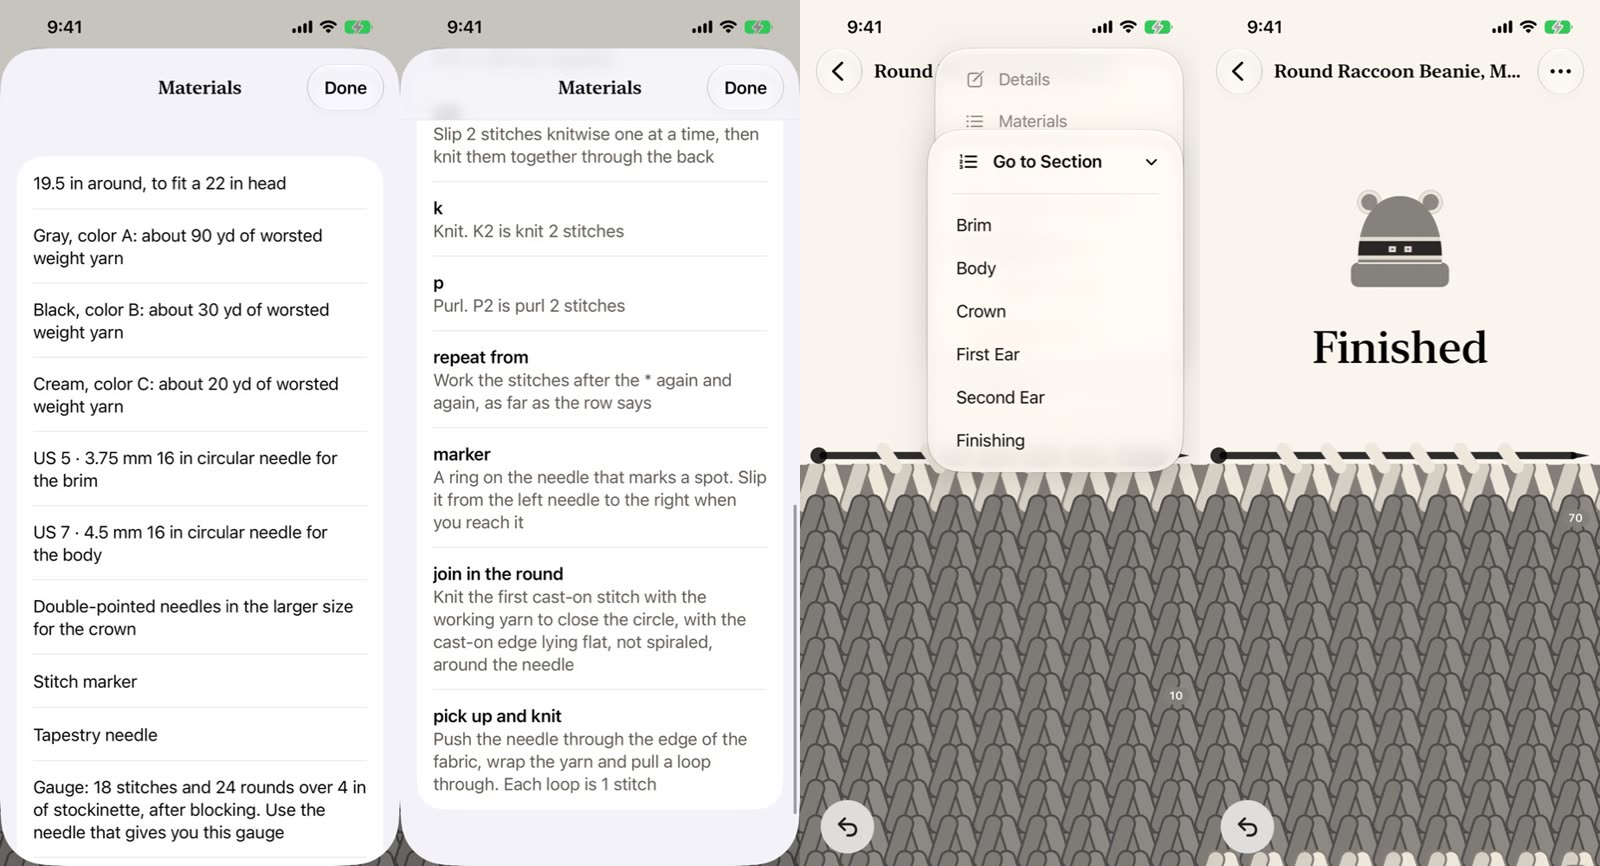 9:41
Materials
Done
19.5 in around, to fit a 22 in head
Gray, color A: about 90 yd of worsted
weight yarn
Black, color B: about 30 yd of worsted
weight yarn
Cream, color C: about 20 yd of worsted
weight yarn
US 5 · 3.75 mm 16 in circular needle for
the brim
US 7 · 4.5 mm 16 in circular needle for
the body
Double-pointed needles in the larger size
for the crown
Stitch marker
Tapestry needle
Gauge: 18 stitches and 24 rounds over 4 in
of stockinette, after blocking. Use the
needle that gives you this gauge
9:41
Materials
Done
Slip 2 stitches knitwise one at a time, then
knit them together through the back
k
Knit. K2 is knit 2 stitches
p
Purl. P2 is purl 2 stitches
repeat from
Work the stitches after the * again and
again, as far as the row says
marker
A ring on the needle that marks a spot. Slip
it from the left needle to the right when
you reach it
join in the round
Knit the first cast-on stitch with the
working yarn to close the circle, with the
cast-on edge lying flat, not spiraled,
around the needle
pick up and knit
Push the needle through the edge of the
fabric, wrap the yarn and pull a loop
through. Each loop is 1 stitch
9:41
Round
Details
Materials
Go to Section
Brim
Body
Crown
First Ear
Second Ear
Finishing
10
9:41
Round Raccoon Beanie, M...
Finished
70